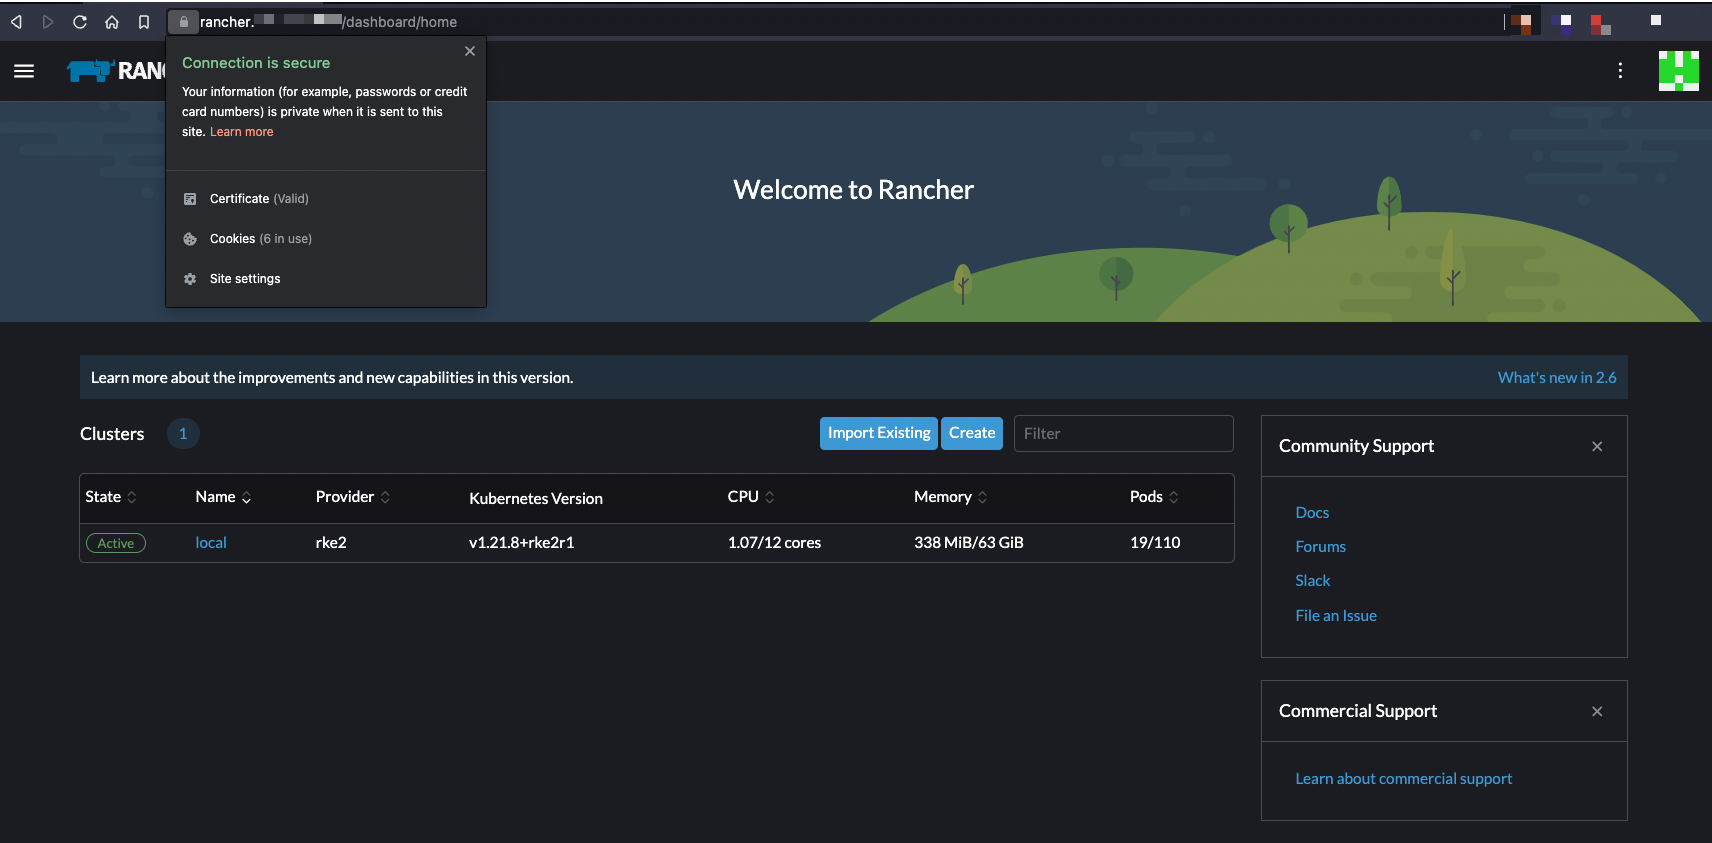 rancher.
/dashboard/home
Connection is secure
Your information (for example, passwords or credit
card numbers) is private when it is sent to this
site. Learn more
Certificate (Valid)
Cookies (6 in use)
Site settings
RANC
Welcome to Rancher
Learn more about the improvements and new capabilities in this version. What's new in 2.6
Clusters 1 Import Existing Create Filter
State Name Provider Kubernetes Version CPU Memory Pods
Active local rke2 v1.21.8+rke2r1 1.07/12 cores 338 MiB/63 GiB 19/110
Community Support
Docs
Forums
Slack
File an Issue
Commercial Support
Learn about commercial support